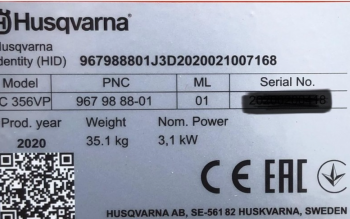 Husqvarna
Husqvarna
dentity (HID) 967988801J3D2020021007168
Model PNC ML Serial No.
C 356VP 967 98 88-01 01
Prod. year Weight Nom. Power
2020 35.1 kg 3,1 kW
CE EAC
HUSQVARNA AB, SE-561 82 HUSKVARNA, SWEDEN